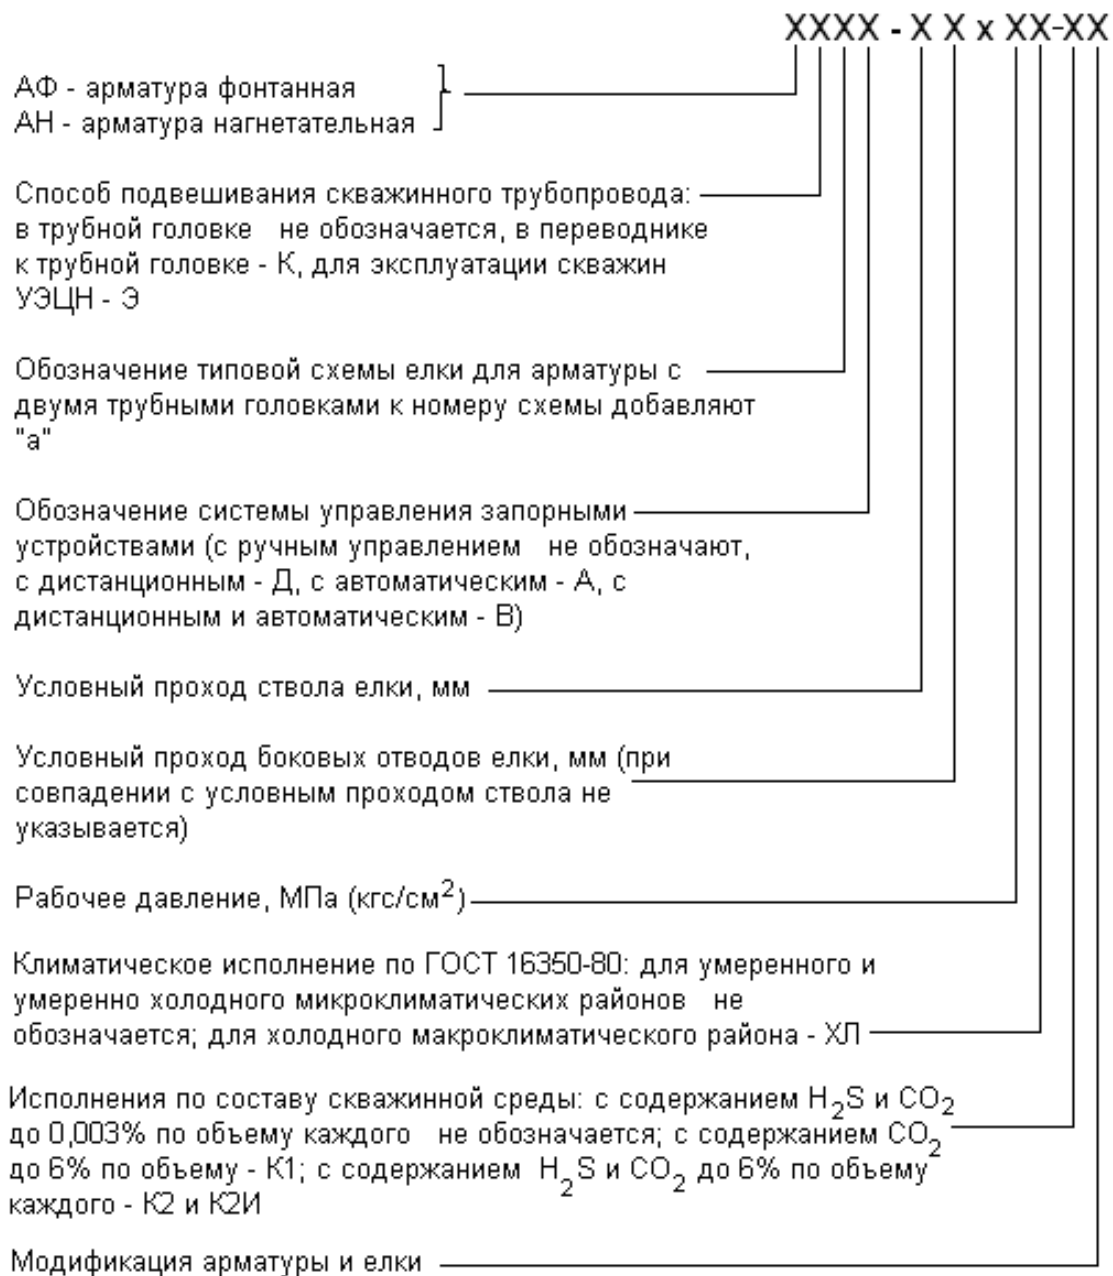 XXXX - X X x XX-XX
АФ - арматура фонтанная
АН - арматура нагнетательная
Способ подвешивания скважинного трубопровода:
в трубной головке не обозначается, в переводнике
к трубной головке - К, для эксплуатации скважин
УЭЦН - Э
Обозначение типовой схемы елки для арматуры с
двумя трубными головками к номеру схемы добавляют
"а"
Обозначение системы управления запорными
устройствами (с ручным управлением не обозначают,
с дистанционным - Д, с автоматическим - А, с
дистанционным и автоматическим - В)
Условный проход ствола елки, мм
Условный проход боковых отводов елки, мм (при
совпадении с условным проходом ствола не
указывается)
Рабочее давление, МПа (кгс/см²)
Климатическое исполнение по ГОСТ 16350-80: для умеренного и
умеренно холодного микроклиматических районов не
обозначается; для холодного макроклиматического района - ХЛ
Исполнения по составу скважинной среды: с содержанием H₂S и CO₂
до 0,003% по объему каждого не обозначается; с содержанием CO₂
до 6% по объему - К1; с содержанием H₂S и CO₂ до 6% по объему
каждого - К2 и К2И
Модификация арматуры и елки